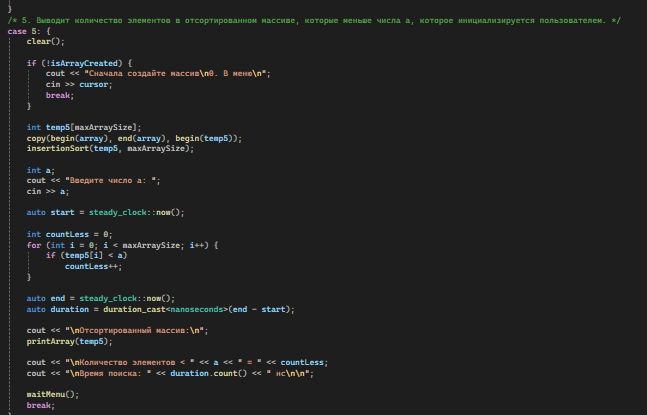 }
/* 5. Выводит количество элементов в отсортированном массиве, которые меньше числа a, которое инициализируется пользователем. */
case 5: {
    clear();

    if (!isArrayCreated) {
        cout << "Сначала создайте массив\n0. В меню\n";
        cin >> cursor;
        break;
    }

    int temp5[maxArraySize];
    copy(begin(array), end(array), begin(temp5));
    insertionSort(temp5, maxArraySize);

    int a;
    cout << "Введите число a: ";
    cin >> a;

    auto start = steady_clock::now();

    int countLess = 0;
    for (int i = 0; i < maxArraySize; i++) {
        if (temp5[i] < a)
            countLess++;
    }

    auto end = steady_clock::now();
    auto duration = duration_cast<nanoseconds>(end - start);

    cout << "\nОтсортированный массив:\n";
    printArray(temp5);

    cout << "\nКоличество элементов < " << a << " = " << countLess;
    cout << "\nВремя поиска: " << duration.count() << " нс\n\n";

    waitMenu();
    break;